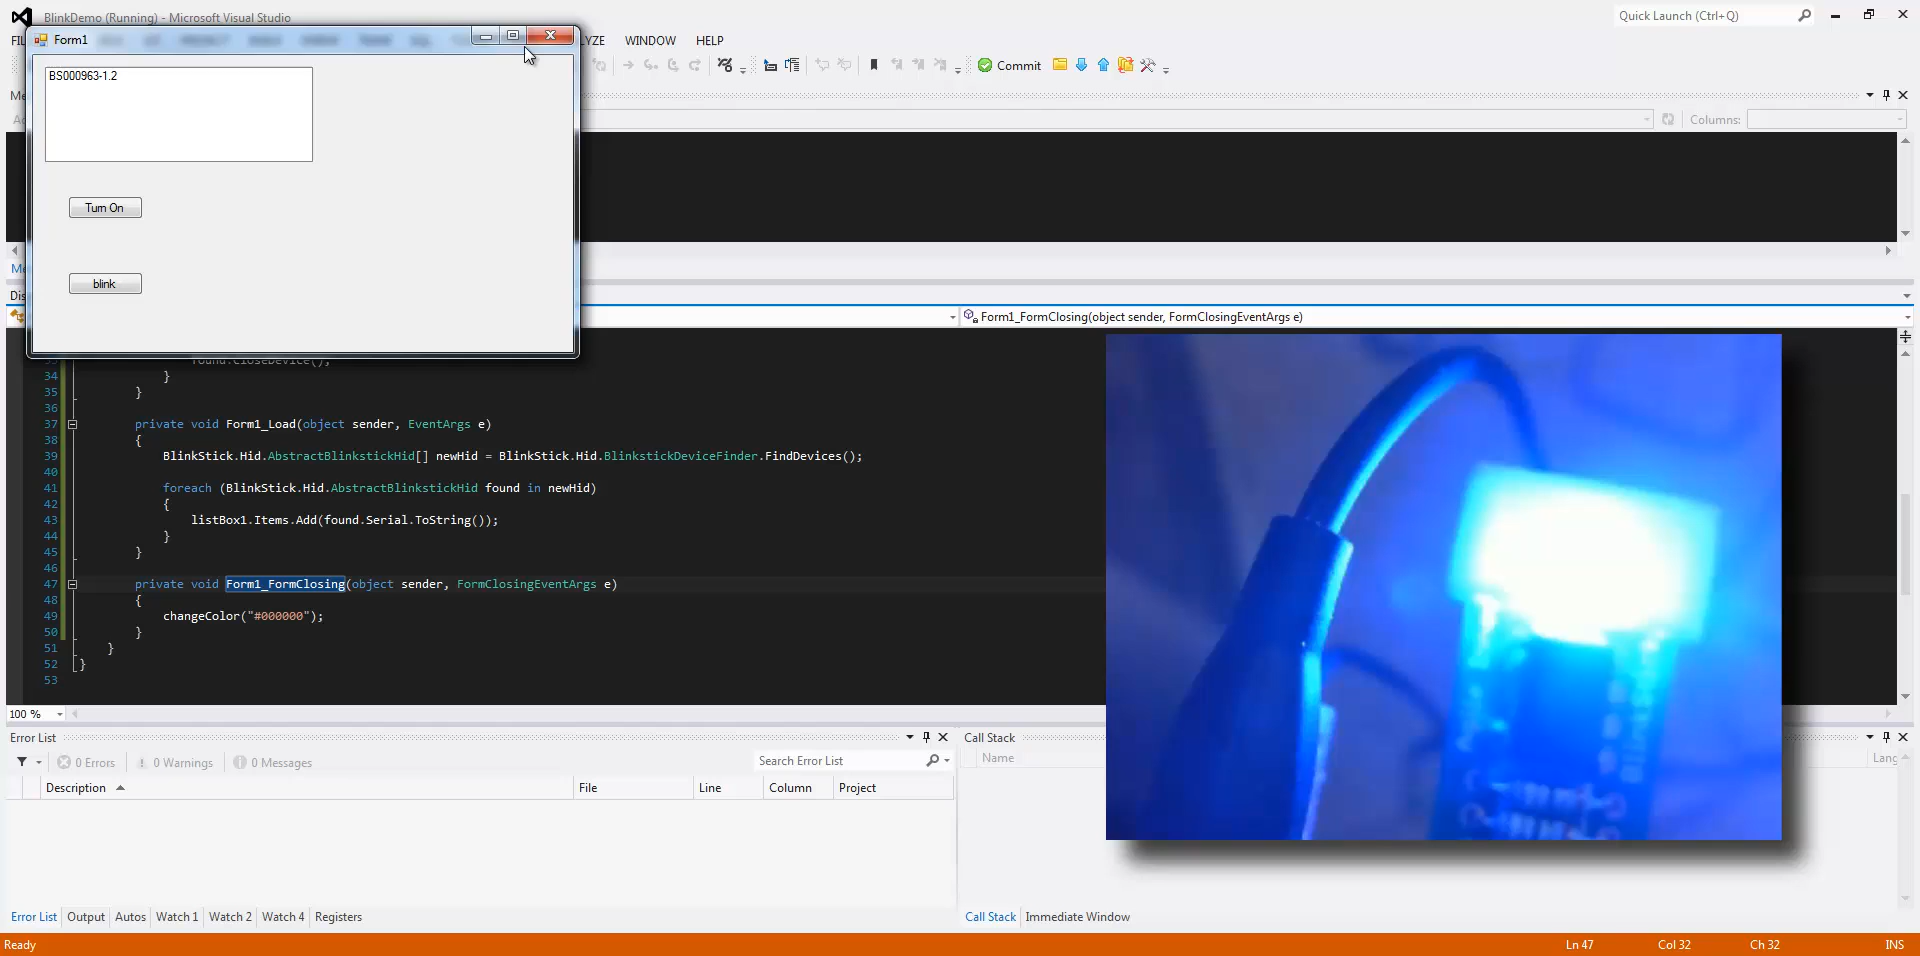 BlinkDemo (Running) - Microsoft Visual Studio
Quick Launch (Ctrl+Q)
Form1
WINDOW
HELP
BS000963-1.2
Commit
Columns:
Turn On
blink
Form1_FormClosing(object sender, FormClosingEventArgs e)
34 }
35 }
36
37 private void Form1_Load(object sender, EventArgs e)
38 {
39 BlinkStick.Hid.AbstractBlinkstickHid[] newHid = BlinkStick.Hid.BlinkstickDeviceFinder.FindDevices();
40
41 foreach (BlinkStick.Hid.AbstractBlinkstickHid found in newHid)
42 {
43 listBox1.Items.Add(found.Serial.ToString());
44 }
45 }
46
47 private void Form1_FormClosing(object sender, FormClosingEventArgs e)
48 {
49 changeColor("#000000");
50 }
51 }
52 }
53
100 %
Error List
0 Errors
0 Warnings
0 Messages
Search Error List
Description File Line Column Project
Call Stack
Name
Error List Output Autos Watch 1 Watch 2 Watch 4 Registers
Call Stack Immediate Window
Ready
Ln 47 Col 32 Ch 32 INS